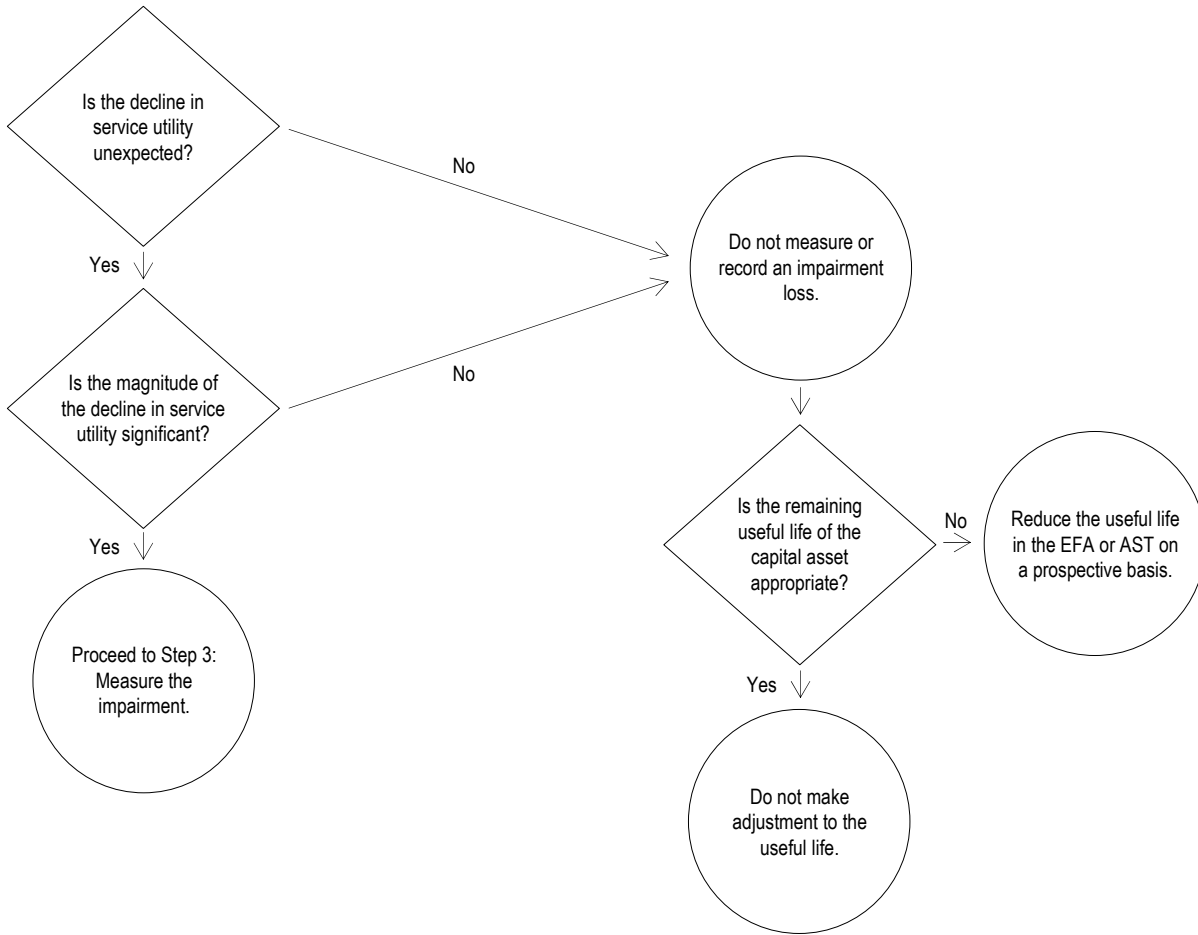 Is the decline in
service utility
unexpected?
No
Yes
Do not measure or
record an impairment
loss.
Is the magnitude of
the decline in service
utility significant?
No
Yes
Is the remaining
useful life of the
capital asset
appropriate?
No
Reduce the useful life
in the EFA or AST on
a prospective basis.
Proceed to Step 3:
Measure the
impairment.
Yes
Do not make
adjustment to the
useful life.